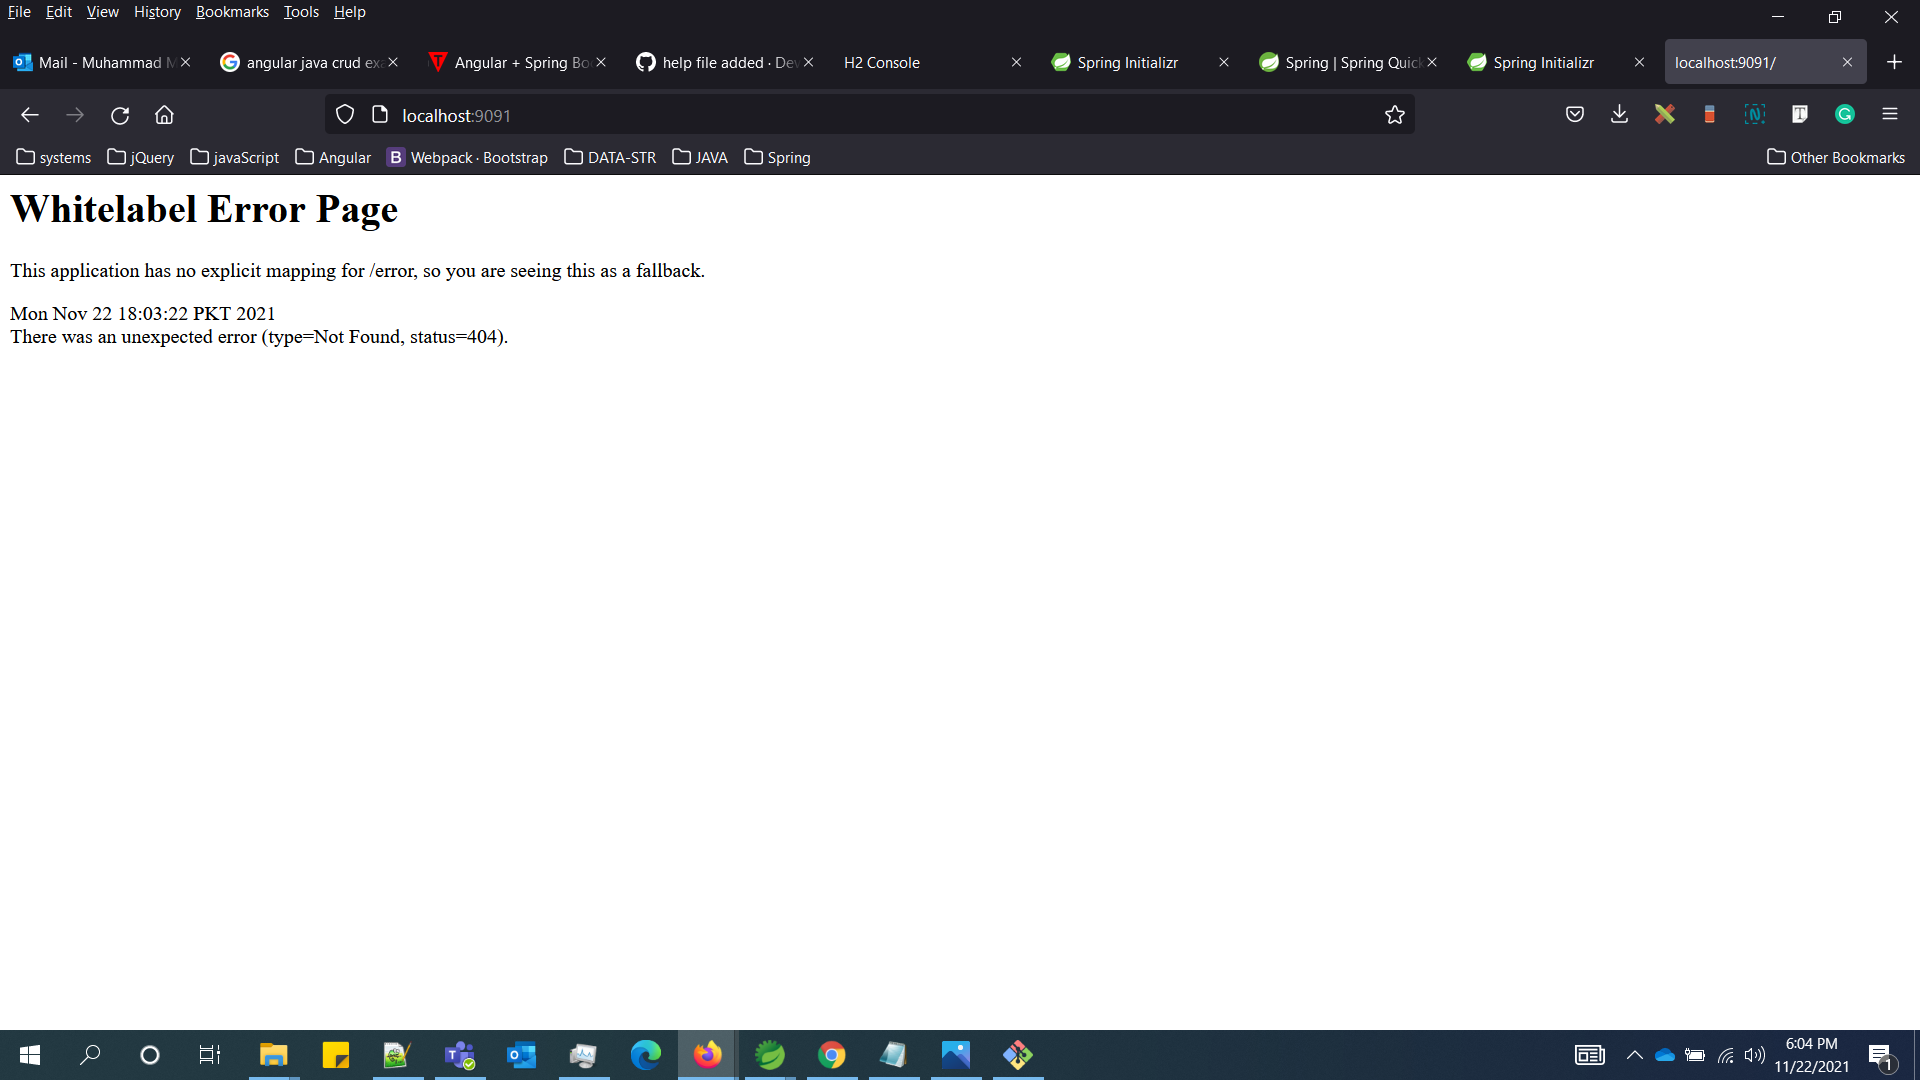 File Edit View History Bookmarks Tools Help
Mail - Muhammad M
angular java crud exa
Angular + Spring Boo
help file added · Dev
H2 Console
Spring Initializr
Spring | Spring Quick
Spring Initializr
localhost:9091/
localhost:9091
systems jQuery javaScript Angular B Webpack · Bootstrap DATA-STR JAVA Spring Other Bookmarks
Whitelabel Error Page
This application has no explicit mapping for /error, so you are seeing this as a fallback.
Mon Nov 22 18:03:22 PKT 2021
There was an unexpected error (type=Not Found, status=404).
6:04 PM
11/22/2021
1